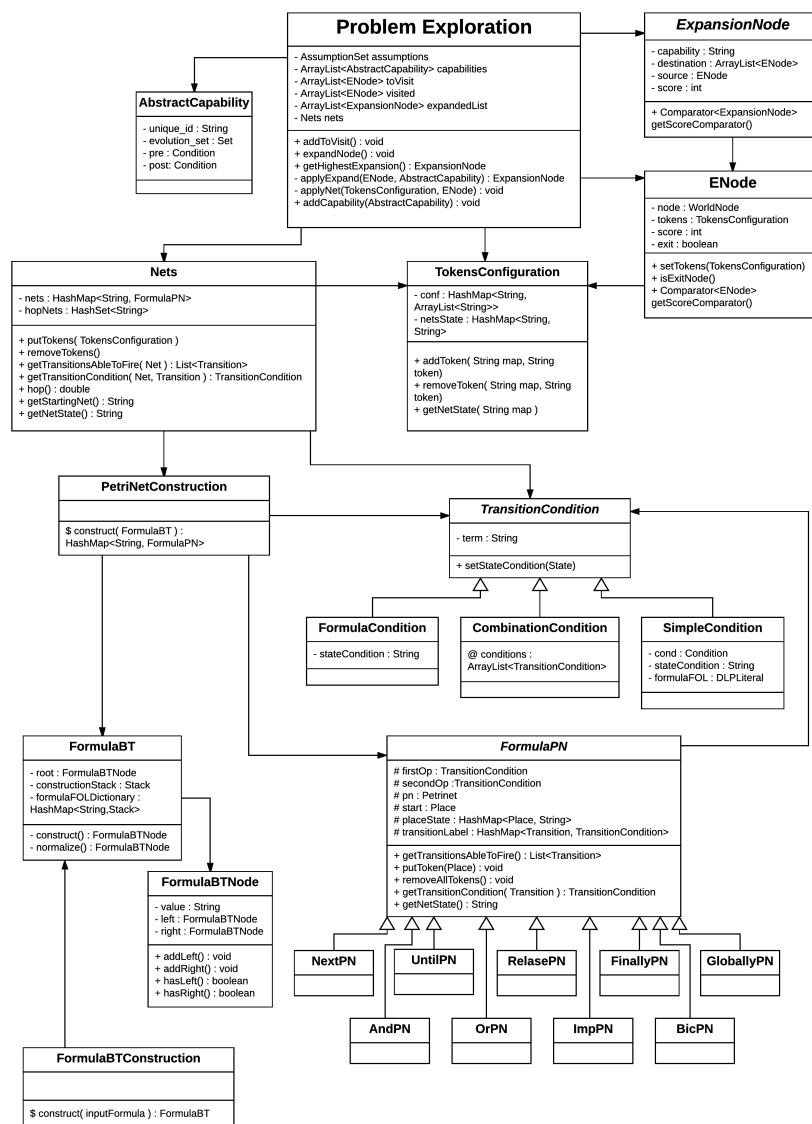 Problem Exploration
- AssumptionSet assumptions
- ArrayList<AbstractCapability> capabilities
- ArrayList<ENode> toVisit
- ArrayList<ENode> visited
- ArrayList<ExpansionNode> expandedList
- Nets nets
+ addToVisit() : void
+ expandNode() : void
+ getHighestExpansion() : ExpansionNode
- applyExpand(ENode, AbstractCapability) : ExpansionNode
- applyNet(TokensConfiguration, ENode) : void
+ addCapability(AbstractCapability) : void
ExpansionNode
- capability : String
- destination : ArrayList<ENode>
- source : ENode
- score : int
+ Comparator<ExpansionNode>
getScoreComparator()
AbstractCapability
- unique_id : String
- evolution_set : Set
- pre : Condition
- post: Condition
ENode
- node : WorldNode
- tokens : TokensConfiguration
- score : int
- exit : boolean
+ setTokens(TokensConfiguration)
+ isExitNode()
+ Comparator<ENode>
getScoreComparator()
Nets
- nets : HashMap<String, FormulaPN>
- hopNets : HashSet<String>
+ putTokens( TokensConfiguration )
+ removeTokens()
+ getTransitionsAbleToFire( Net ) : List<Transition>
+ getTransitionCondition( Net, Transition ) : TransitionCondition
+ hop() : double
+ getStartingNet() : String
+ getNetState() : String
TokensConfiguration
- conf : HashMap<String,
ArrayList<String>>
- netsState : HashMap<String,
String>
+ addToken( String map, String
token)
+ removeToken( String map, String
token)
+ getNetState( String map )
PetriNetConstruction
$ construct( FormulaBT ) :
HashMap<String, FormulaPN>
TransitionCondition
- term : String
+ setStateCondition(State)
FormulaCondition
- stateCondition : String
CombinationCondition
@ conditions :
ArrayList<TransitionCondition>
SimpleCondition
- cond : Condition
- stateCondition : String
- formulaFOL : DLPLiteral
FormulaBT
- root : FormulaBTNode
- constructionStack : Stack
- formulaFOLDictionary :
HashMap<String,Stack>
- construct() : FormulaBTNode
- normalize() : FormulaBTNode
FormulaPN
# firstOp : TransitionCondition
# secondOp :TransitionCondition
# pn : Petrinet
# start : Place
# placeState : HashMap<Place, String>
# transitionLabel : HashMap<Transition, TransitionCondition>
+ getTransitionsAbleToFire() : List<Transition>
+ putToken(Place) : void
+ removeAllTokens() : void
+ getTransitionCondition( Transition ) : TransitionCondition
+ getNetState() : String
FormulaBTNode
- value : String
- left : FormulaBTNode
- right : FormulaBTNode
+ addLeft() : void
+ addRight() : void
+ hasLeft() : boolean
+ hasRight() : boolean
NextPN
UntilPN
RelasePN
FinallyPN
GloballyPN
AndPN
OrPN
ImpPN
BicPN
FormulaBTConstruction
$ construct( inputFormula ) : FormulaBT